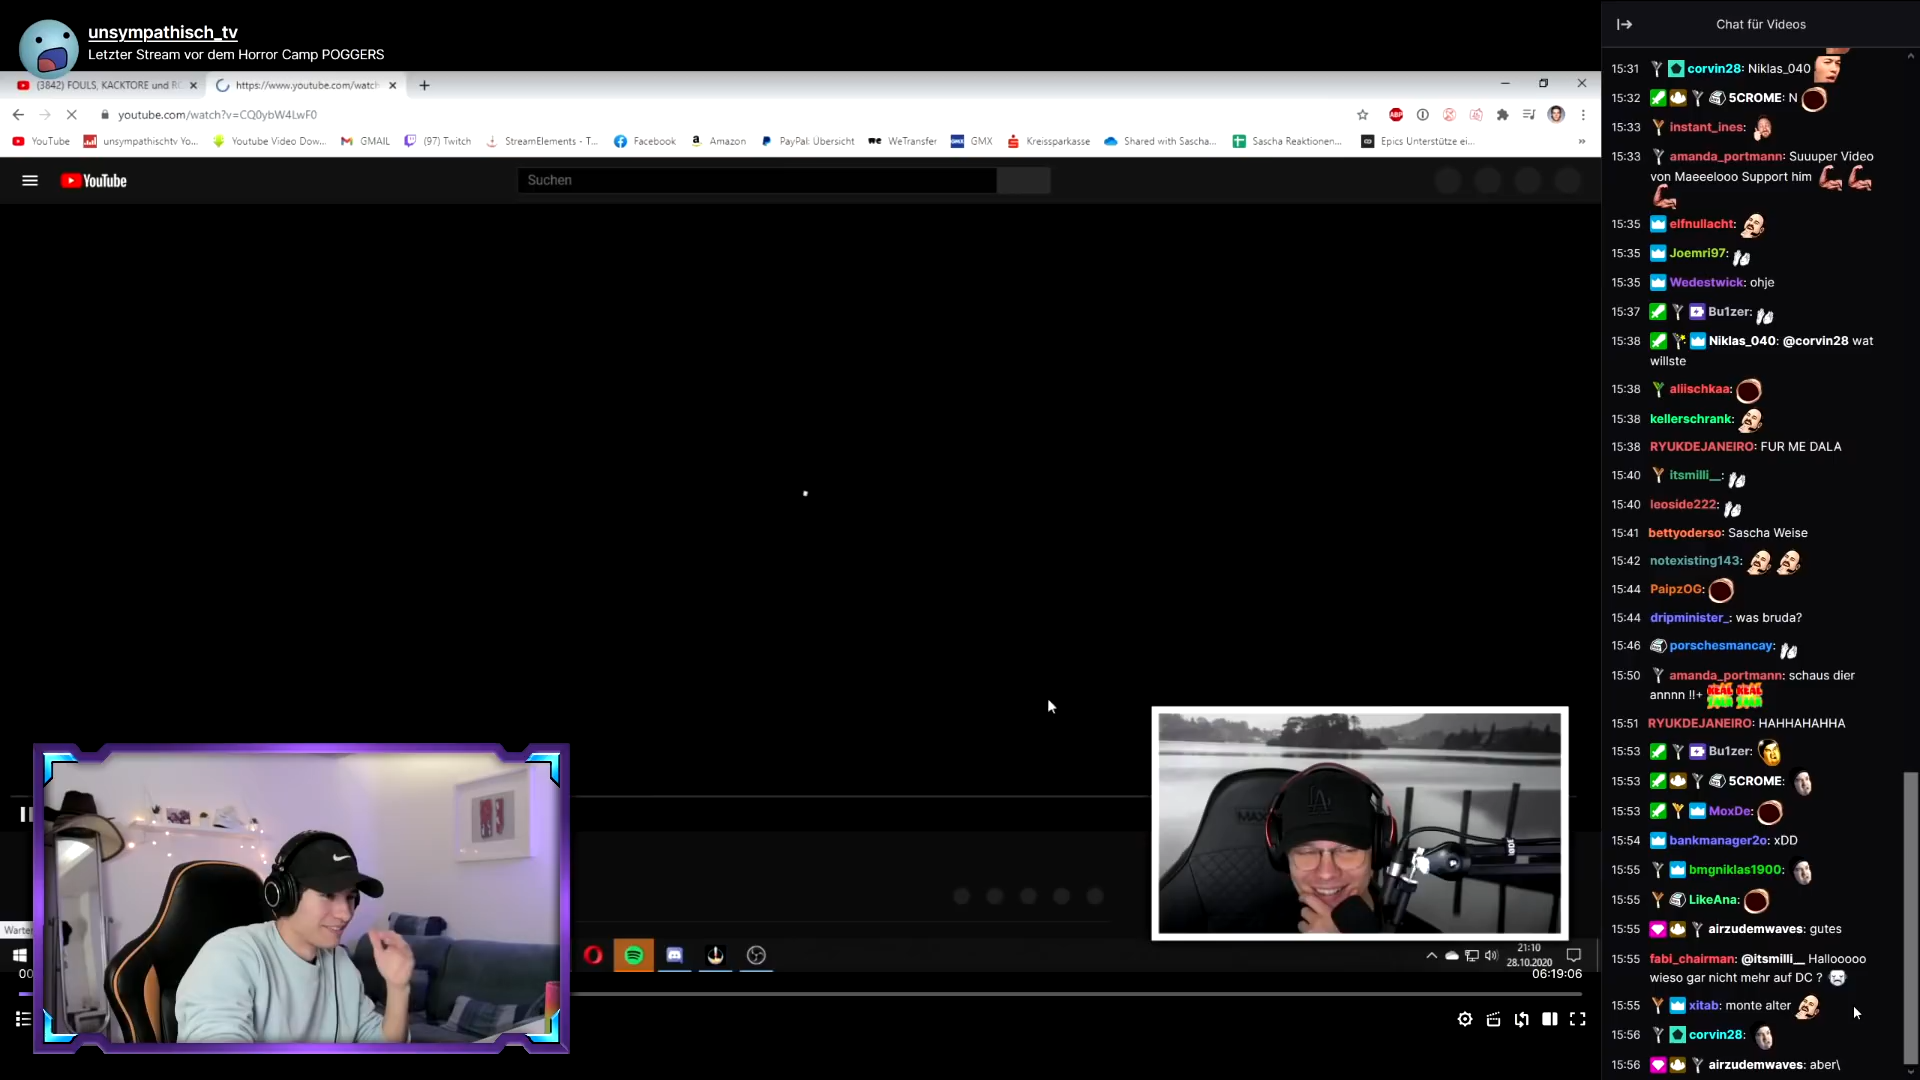 unsympathisch_tv
Letzter Stream vor dem Horror Camp POGGERS
(3842) FOULS, KACKTORE und R
https://www.youtube.com/watch
youtube.com/watch?v=CQ0ybW4LwF0
ABP
YouTube
unsympathischtv Yo...
Youtube Video Dow...
GMAIL
(97) Twitch
StreamElements - T...
Facebook
Amazon
PayPal: Übersicht
WeTransfer
GMX
Kreissparkasse
Shared with Sascha...
Sascha Reaktionen...
Epics Unterstütze ei...
YouTube
Suchen
Warten
21:10
28.10.2020
06:19:06
00
Chat für Videos
15:31 corvin28: Niklas_040
15:32 5CROME: N
15:33 instant_ines:
15:33 amanda_portmann: Suuuper Video
von Maeeelooo Support him
15:35 elfnullacht:
15:35 Joemri97:
15:35 Wedestwick: ohje
15:37 Bu1zer:
15:38 Niklas_040: @corvin28 wat
willste
15:38 aliischkaa:
15:38 kellerschrank:
15:38 RYUKDEJANEIRO: FUR ME DALA
15:40 itsmilli__:
15:40 leoside222:
15:41 bettyoderso: Sascha Weise
15:42 notexisting143:
15:44 PaipzOG:
15:44 dripminister_: was bruda?
15:46 porschesmancay:
15:50 amanda_portmann: schaus dier
annnn !!+ REAL REAL
15:51 RYUKDEJANEIRO: HAHHAHAHHA
15:53 Bu1zer:
15:53 5CROME:
15:53 MoxDe:
15:54 bankmanager2o: xDD
15:55 bmgniklas1900:
15:55 LikeAna:
15:55 airzudemwaves: gutes
15:55 fabi_chairman: @itsmilli__ Hallooooo
wieso gar nicht mehr auf DC ?
15:55 xitab: monte alter
15:56 corvin28:
15:56 airzudemwaves: aber\